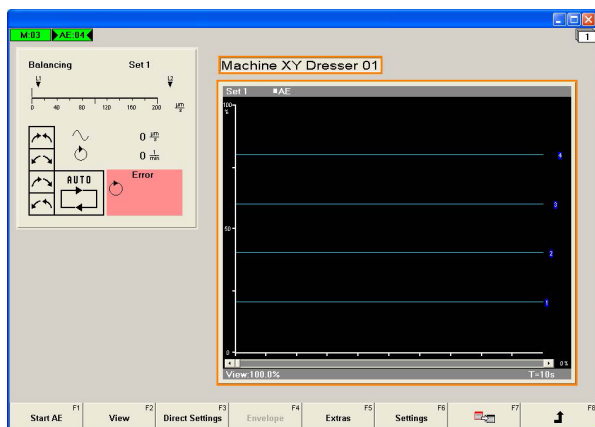 M:03 AE:04
1
Balancing Set 1
L1 L2
0 40 80 120 160 200 µm/s
0 µm/s
0 1/min
AUTO
Error
Machine XY Dresser 01
Set 1 AE
100
%
4
3
50
2
1
0
0%
View:100.0% T=10s
F1 F2 F3 F4 F5 F6 F7 F8
Start AE View Direct Settings Envelope Extras Settings